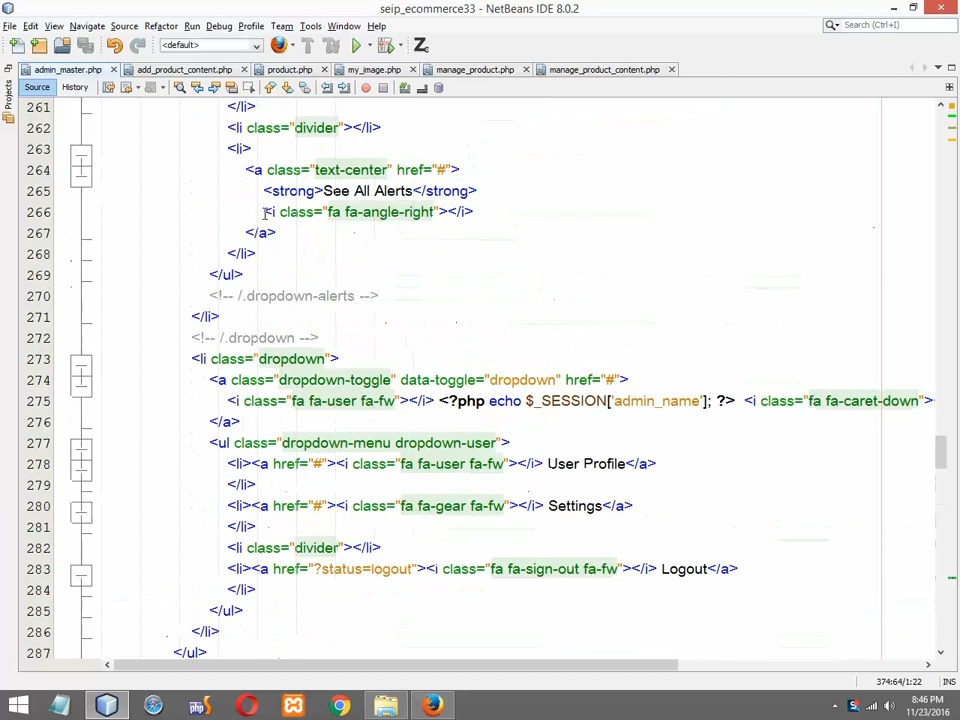 seip_ecommerce33 - NetBeans IDE 8.0.2
File Edit View Navigate Source Refactor Run Debug Profile Team Tools Window Help
<default>
Search (Ctrl+I)
admin_master.php add_product_content.php product.php my_image.php manage_product.php manage_product_content.php
Projects
Source History
261 </li>
262 <li class="divider"></li>
263 <li>
264 <a class="text-center" href="#">
265 <strong>See All Alerts</strong>
266 <i class="fa fa-angle-right"></i>
267 </a>
268 </li>
269 </ul>
270 <!-- /.dropdown-alerts -->
271 </li>
272 <!-- /.dropdown -->
273 <li class="dropdown">
274 <a class="dropdown-toggle" data-toggle="dropdown" href="#">
275 <i class="fa fa-user fa-fw"></i> <?php echo $_SESSION['admin_name']; ?> <i class="fa fa-caret-down">
276 </a>
277 <ul class="dropdown-menu dropdown-user">
278 <li><a href="#"><i class="fa fa-user fa-fw"></i> User Profile</a>
279 </li>
280 <li><a href="#"><i class="fa fa-gear fa-fw"></i> Settings</a>
281 </li>
282 <li class="divider"></li>
283 <li><a href="?status=logout"><i class="fa fa-sign-out fa-fw"></i> Logout</a>
284 </li>
285 </ul>
286 </li>
287 </ul>
374:64/1:22 INS
php
8:46 PM
11/23/2016